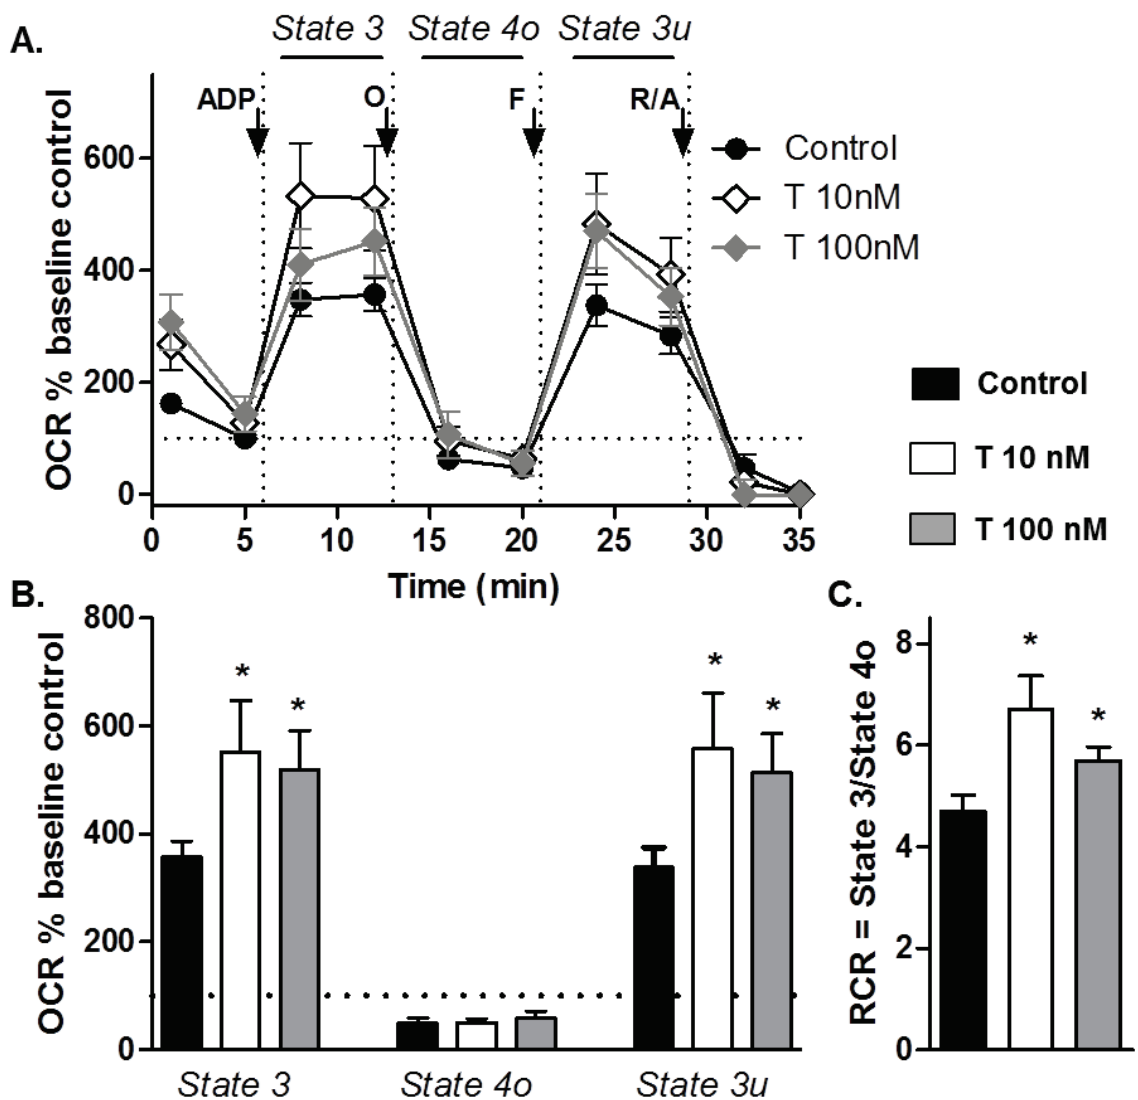 A.
State 3 State 4o State 3u
ADP O F R/A
OCR % baseline control
600
400
200
0
0 5 10 15 20 25 30 35
Time (min)
Control
T 10nM
T 100nM
Control
T 10 nM
T 100 nM
B.
OCR % baseline control
800
600
400
200
0
* * * *
State 3 State 4o State 3u
C.
RCR = State 3/State 4o
8
6
4
2
0
* *